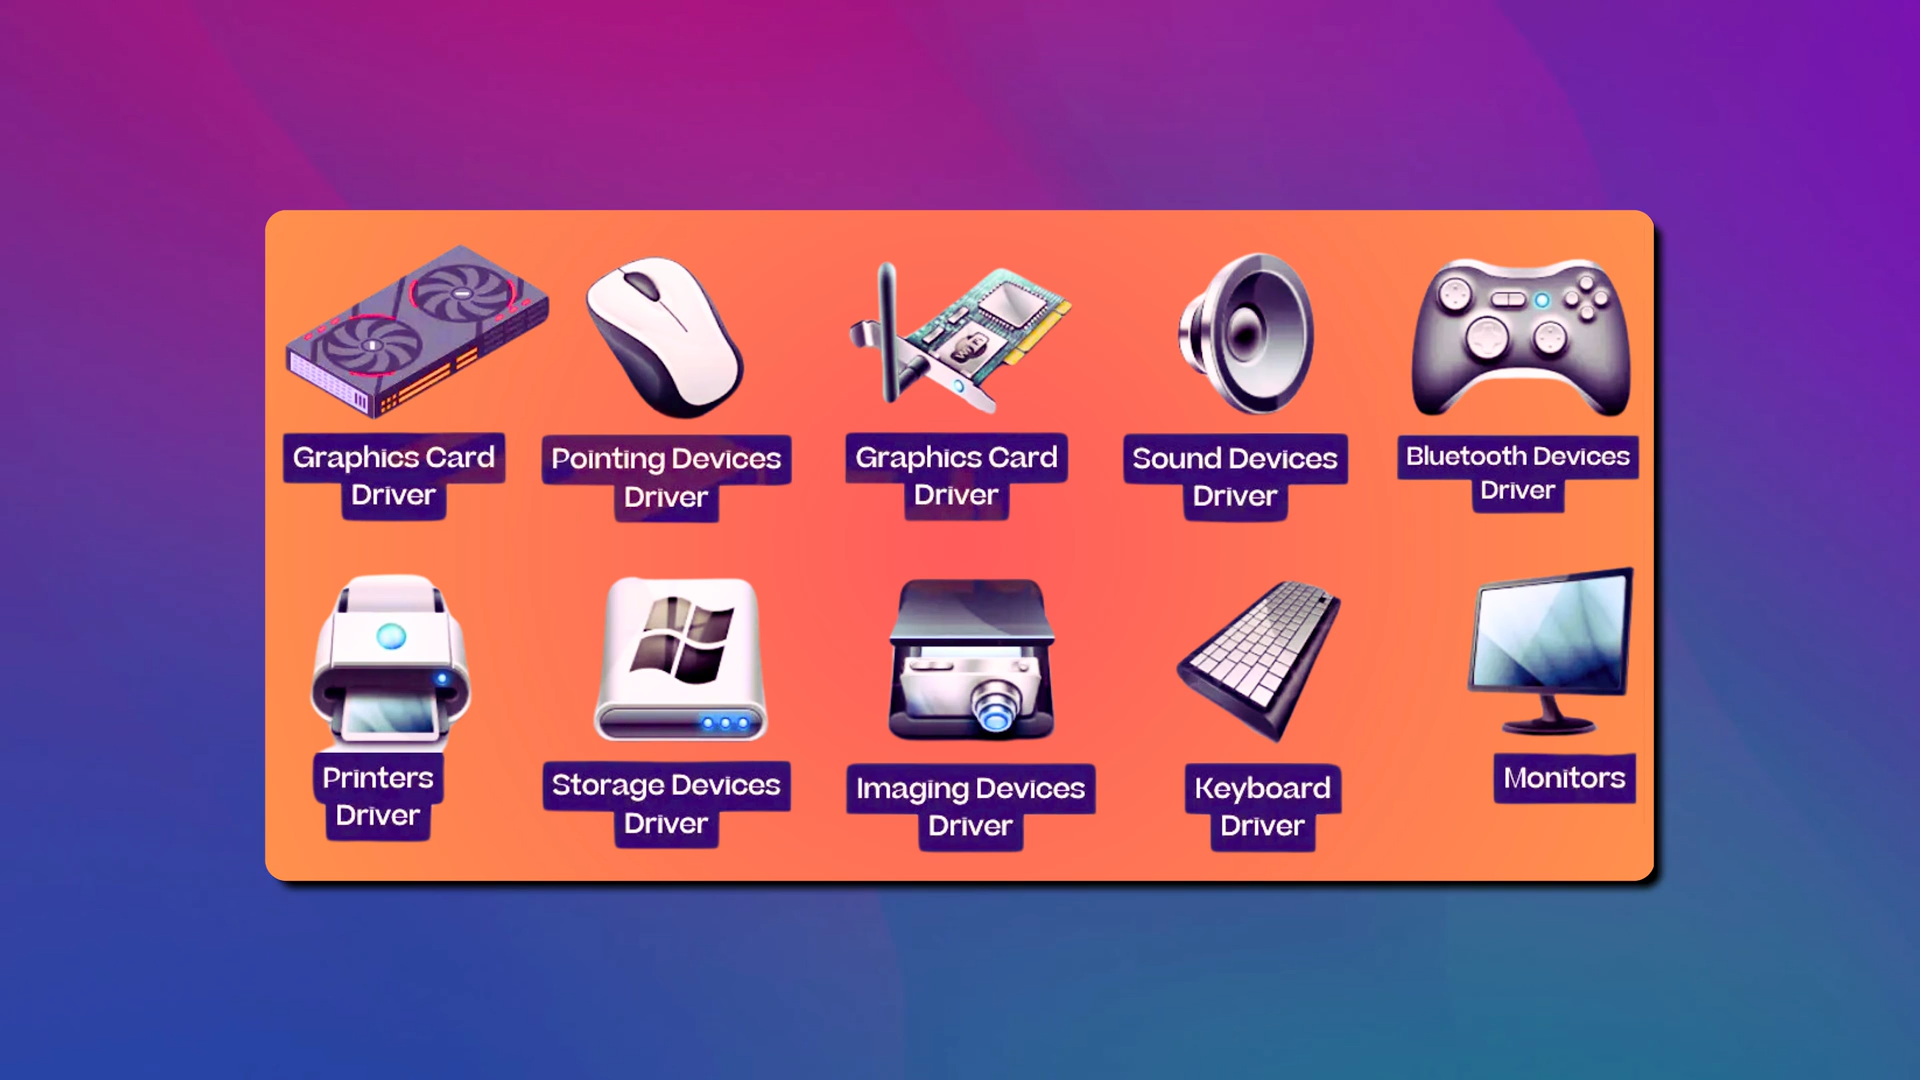 WiFi
Graphics Card
Driver
Pointing Devices
Driver
Graphics Card
Driver
Sound Devices
Driver
Bluetooth Devices
Driver
Printers
Driver
Storage Devices
Driver
Imaging Devices
Driver
Keyboard
Driver
Monitors